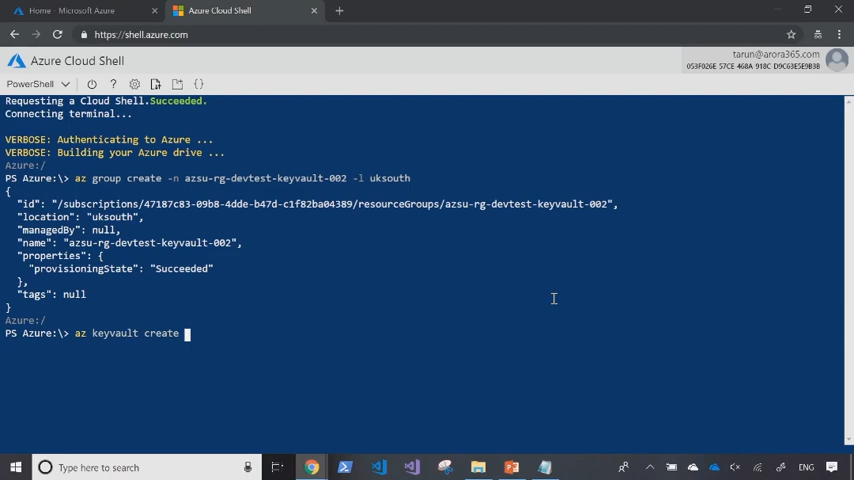 Home - Microsoft Azure
Azure Cloud Shell
https://shell.azure.com
Azure Cloud Shell
tarun@arora365.com
053F026E 57CE 468A 918C D9C63E5E9B3B
PowerShell
?
{}
Requesting a Cloud Shell.Succeeded.
Connecting terminal...
VERBOSE: Authenticating to Azure ...
VERBOSE: Building your Azure drive ...
Azure:/
PS Azure:\> az group create -n azsu-rg-devtest-keyvault-002 -l uksouth
{
"id": "/subscriptions/47187c83-09b8-4dde-b47d-c1f82ba04389/resourceGroups/azsu-rg-devtest-keyvault-002",
"location": "uksouth",
"managedBy": null,
"name": "azsu-rg-devtest-keyvault-002",
"properties": {
"provisioningState": "Succeeded"
},
"tags": null
}
Azure:/
PS Azure:\> az keyvault create
Type here to search
ENG